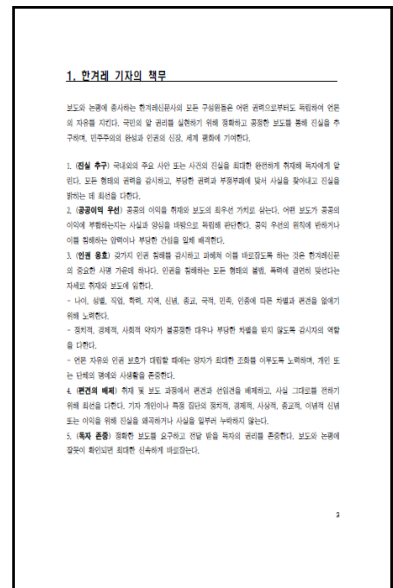 1. 한겨레 기자의 책무
보도와 논평에 종사하는 한겨레신문사의 모든 구성원들은 어떤 권력으로부터도 독립하여 언론
의 자유를 지킨다. 국민의 알 권리를 실현하기 위해 정확하고 공정한 보도를 통해 진실을 추
구하며, 민주주의의 완성과 인권의 신장, 세계 평화에 기여한다.
1. (진실 추구) 국내외의 주요 사안 또는 사건의 진실을 최대한 완전하게 취재해 독자에게 알
린다. 모든 형태의 권력을 감시하고, 부당한 권력과 부정부패에 맞서 사실을 찾아내고 진실을
밝히는 데 최선을 다한다.
2. (공공이익 우선) 공공의 이익을 취재와 보도의 최우선 가치로 삼는다. 어떤 보도가 공공의
이익에 부합하는지는 사실과 양심을 바탕으로 독립해 판단한다. 공익 우선의 원칙에 반하거나
이를 침해하는 압력이나 부당한 간섭을 일체 배격한다.
3. (인권 옹호) 갖가지 인권 침해를 감시하고 파헤쳐 이를 바로잡도록 하는 것은 한겨레신문
의 중요한 사명 가운데 하나다. 인권을 침해하는 모든 형태의 불법, 폭력에 결연히 맞선다는
자세로 취재와 보도에 임한다.
- 나이, 성별, 직업, 학력, 지역, 신념, 종교, 국적, 민족, 인종에 따른 차별과 편견을 없애기
위해 노력한다.
- 정치적, 경제적, 사회적 약자가 불공정한 대우나 부당한 차별을 받지 않도록 감시자의 역할
을 다한다.
- 언론 자유와 인권 보호가 대립할 때에는 양자가 최대한 조화를 이루도록 노력하며, 개인 또
는 단체의 명예와 사생활을 존중한다.
4. (편견의 배제) 취재 및 보도 과정에서 편견과 선입견을 배제하고, 사실 그대로를 전하기
위해 최선을 다한다. 기자 개인이나 특정 집단의 정치적, 경제적, 사상적, 종교적, 이념적 신념
또는 이익을 위해 진실을 왜곡하거나 사실을 일부러 누락하지 않는다.
5. (독자 존중) 정확한 보도를 요구하고 전달 받을 독자의 권리를 존중한다. 보도와 논평에
잘못이 확인되면 최대한 신속하게 바로잡는다.